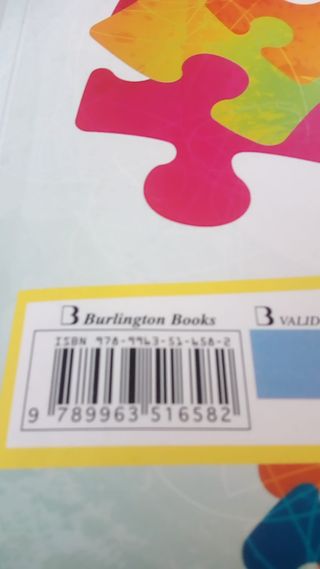 B Burlington Books
B VALID
ISBN 978-9963-51-658-2
9 789963 516582